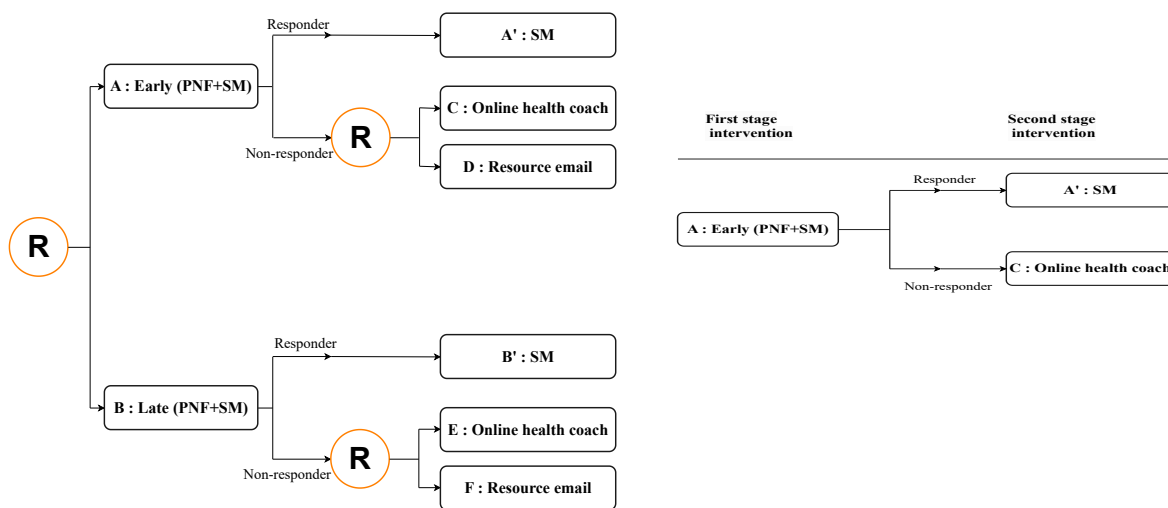 Responder
A' : SM
A : Early (PNF+SM)
C : Online health coach
R
Non-responder
D : Resource email
R
Responder
B' : SM
B : Late (PNF+SM)
E : Online health coach
R
Non-responder
F : Resource email
First stage
intervention
Second stage
intervention
Responder
A' : SM
A : Early (PNF+SM)
C : Online health coach
Non-responder